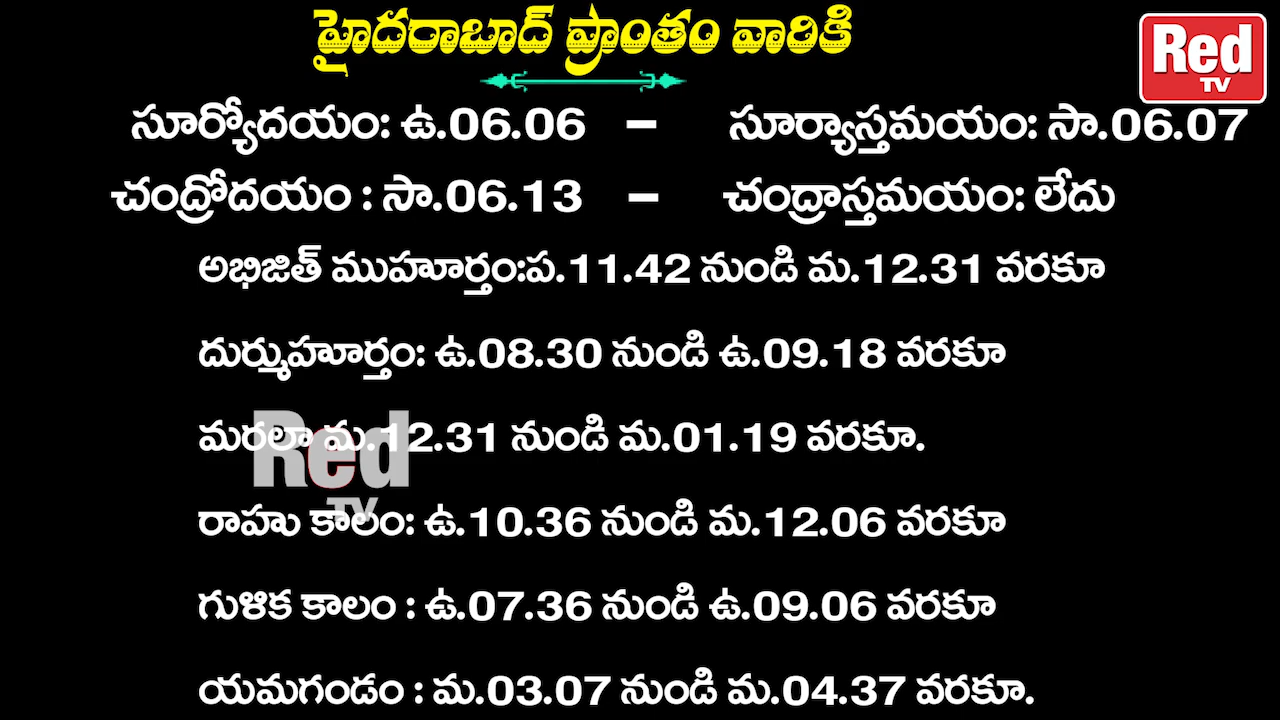 హైదరాబాద్ ప్రాంతం వారికి
Red
TV
సూర్యోదయం: ఉ.06.06 – సూర్యాస్తమయం: సా.06.07
చంద్రోదయం : సా.06.13 – చంద్రాస్తమయం: లేదు
అభిజిత్ ముహూర్తం:ప.11.42 నుండి మ.12.31 వరకూ
దుర్ముహూర్తం: ఉ.08.30 నుండి ఉ.09.18 వరకూ
మరలా మ.12.31 నుండి మ.01.19 వరకూ.
Red
TV
రాహు కాలం: ఉ.10.36 నుండి మ.12.06 వరకూ
గుళిక కాలం : ఉ.07.36 నుండి ఉ.09.06 వరకూ
యమగండం : మ.03.07 నుండి మ.04.37 వరకూ.